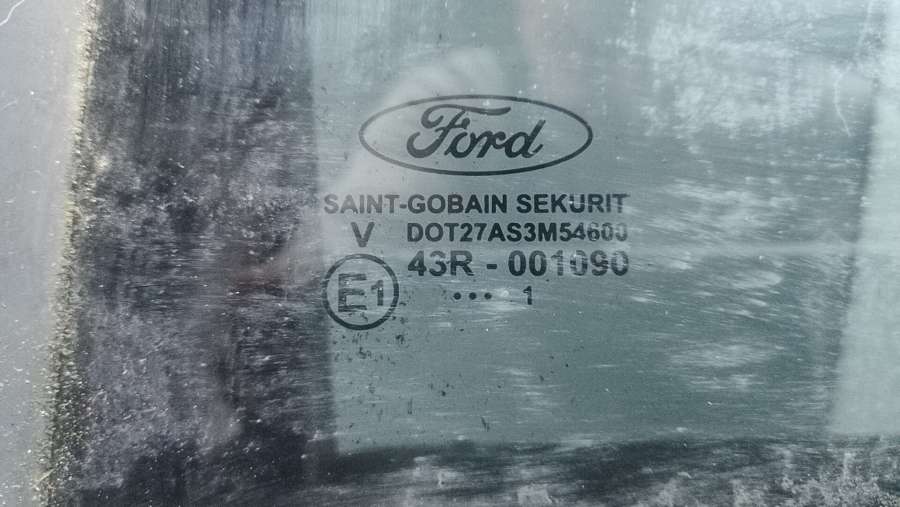 Ford
SAINT-GOBAIN SEKURIT
V DOT27AS3M54600
E1 43R - 001090
••• 1